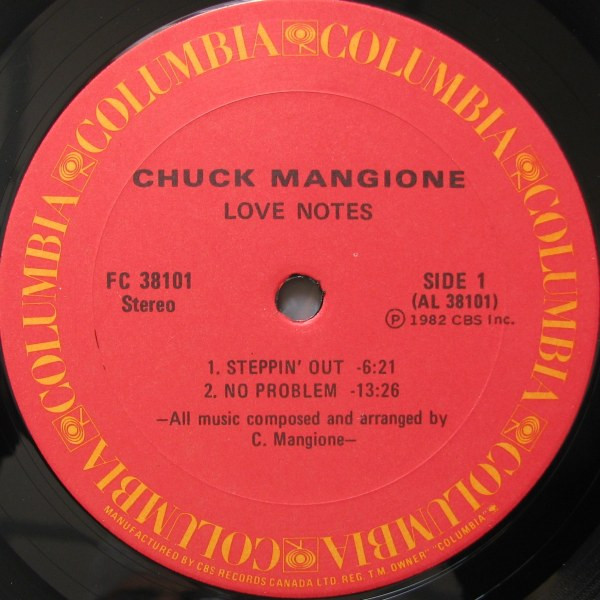 COLUMBIA COLUMBIA COLUMBIA COLUMBIA COLUMBIA COLUMBIA
CHUCK MANGIONE
LOVE NOTES
FC 38101
Stereo
SIDE 1
(AL 38101)
Ⓟ 1982 CBS Inc.
1. STEPPIN' OUT -6:21
2. NO PROBLEM -13:26
—All music composed and arranged by
C. Mangione—
MANUFACTURED BY CBS RECORDS CANADA LTD. REG. T.M. OWNER "COLUMBIA"